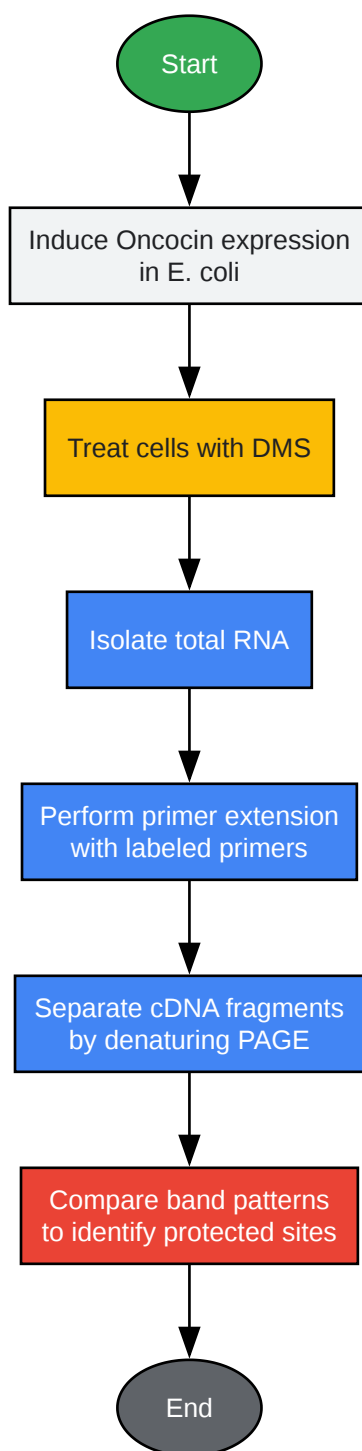 Start
Induce Oncocin expression
in E. coli
Treat cells with DMS
Isolate total RNA
Perform primer extension
with labeled primers
Separate cDNA fragments
by denaturing PAGE
Compare band patterns
to identify protected sites
End